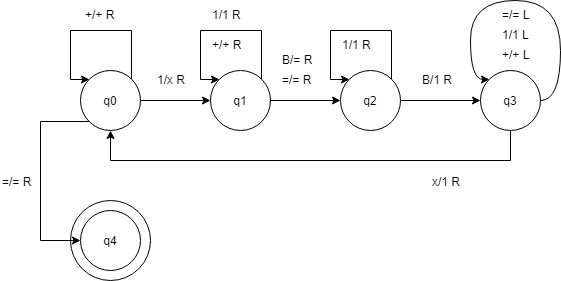 +/+ R
1/1 R
+/+ R
B/= R
=/= R
1/1 R
=/= L
1/1 L
+/+ L
q0
1/x R
q1
q2
B/1 R
q3
=/= R
x/1 R
q4